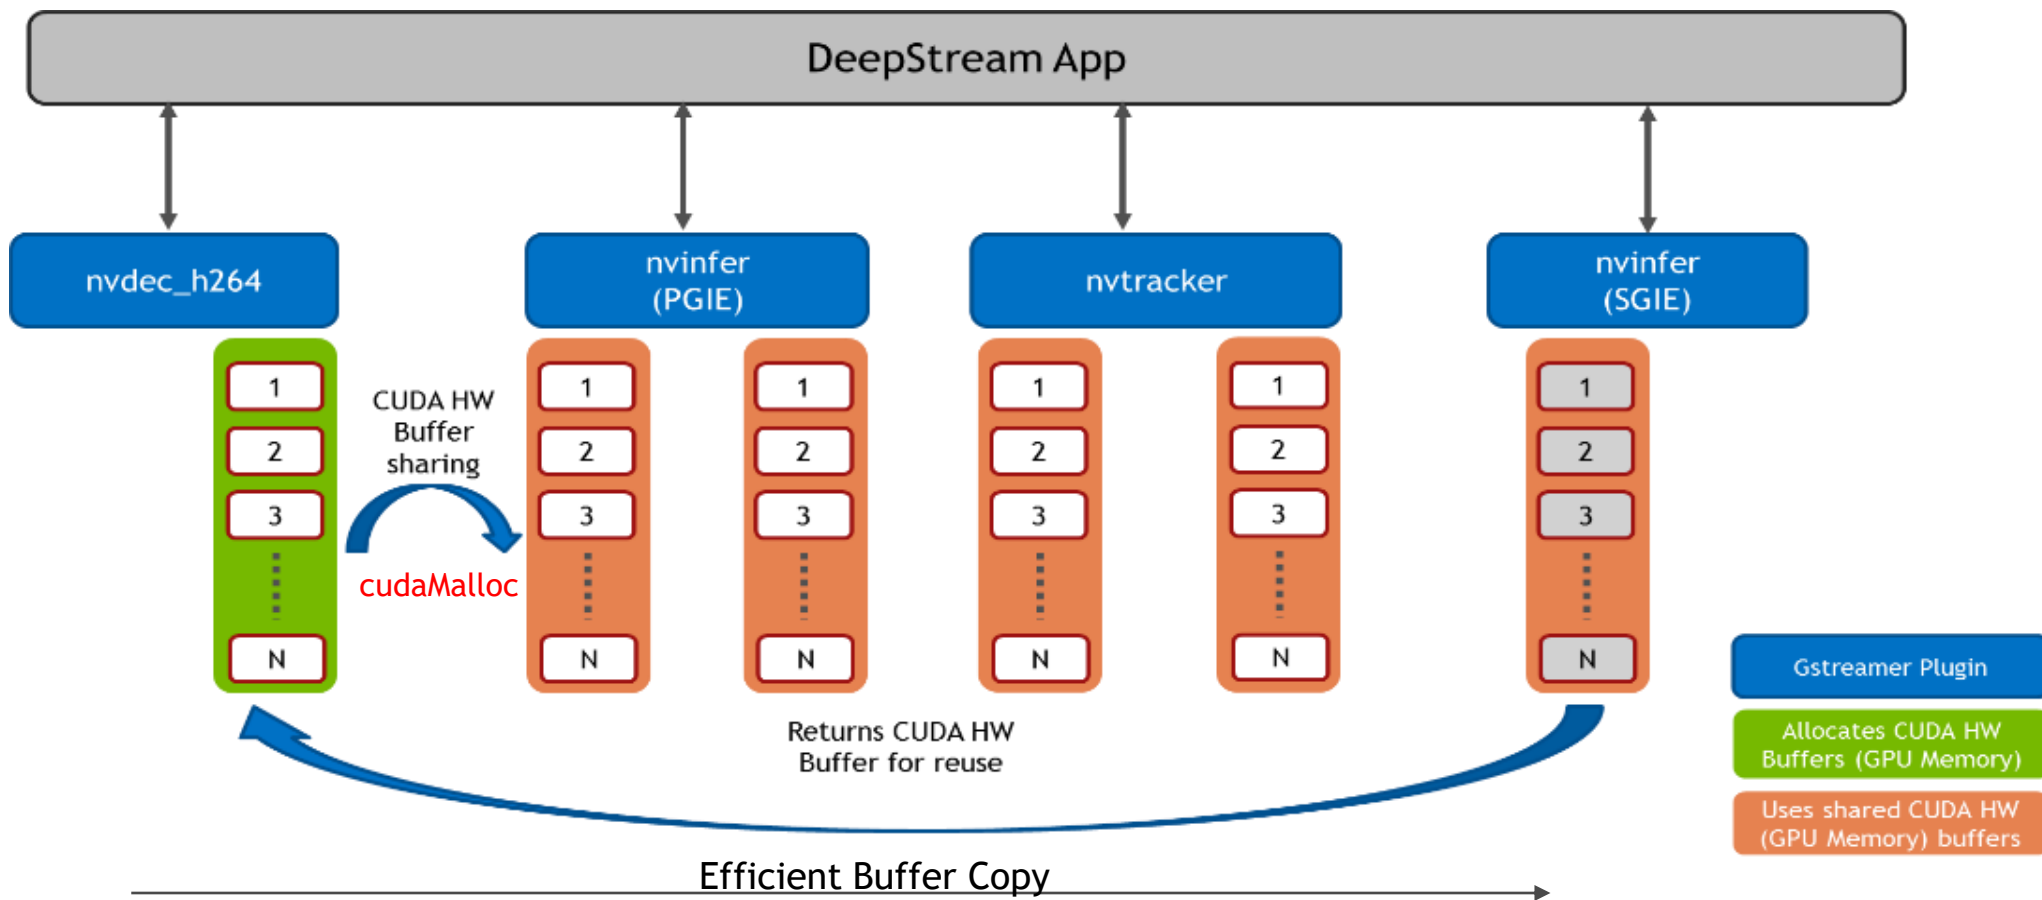 DeepStream App
nvdec_h264
nvinfer
(PGIE)
nvtracker
nvinfer
(SGIE)
1
2
3
N
CUDA HW
Buffer
sharing
cudaMalloc
1
2
3
N
1
2
3
N
1
2
3
N
1
2
3
N
1
2
3
N
Returns CUDA HW
Buffer for reuse
Efficient Buffer Copy
Gstreamer Plugin
Allocates CUDA HW
Buffers (GPU Memory)
Uses shared CUDA HW
(GPU Memory) buffers